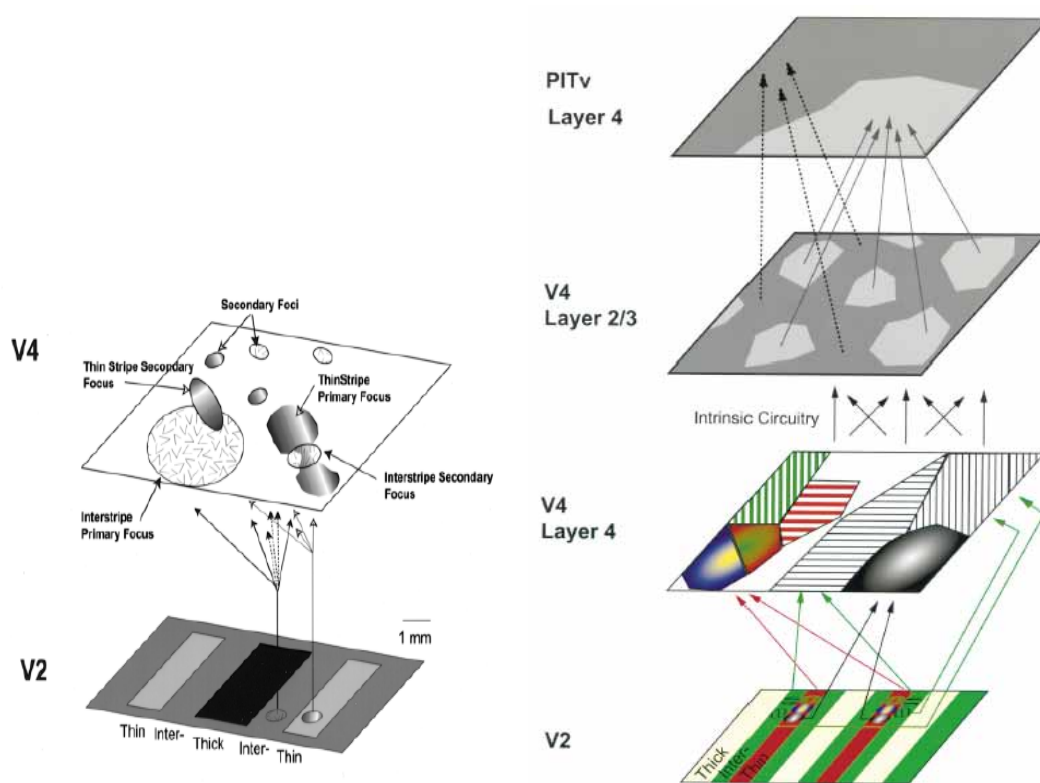 V4
Secondary Foci
Thin Stripe Secondary
Focus
ThinStripe
Primary Focus
Interstripe Secondary
Focus
Interstripe
Primary Focus
1 mm
V2
Thin
Inter-
Thick
Inter-
Thin
PITv
Layer 4
V4
Layer 2/3
Intrinsic Circuitry
V4
Layer 4
V2
Thick
Inter-
Thin